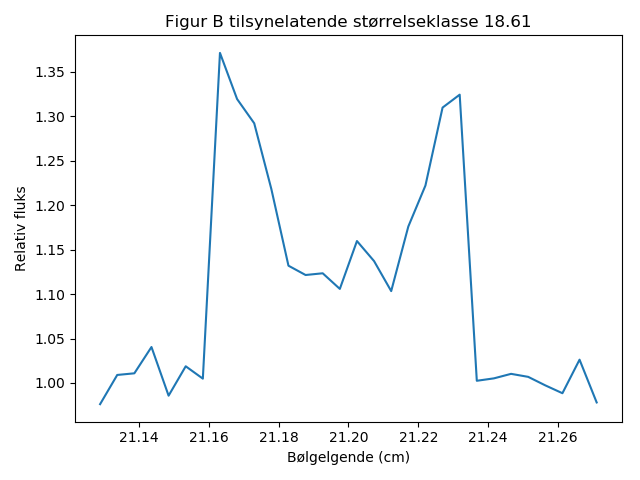 Figur B tilsynelatende størrelseklasse 18.61
1.35
1.30
1.25
1.20
1.15
1.10
1.05
1.00
Relativ fluks
21.14 21.16 21.18 21.20 21.22 21.24 21.26
Bølgelgende (cm)